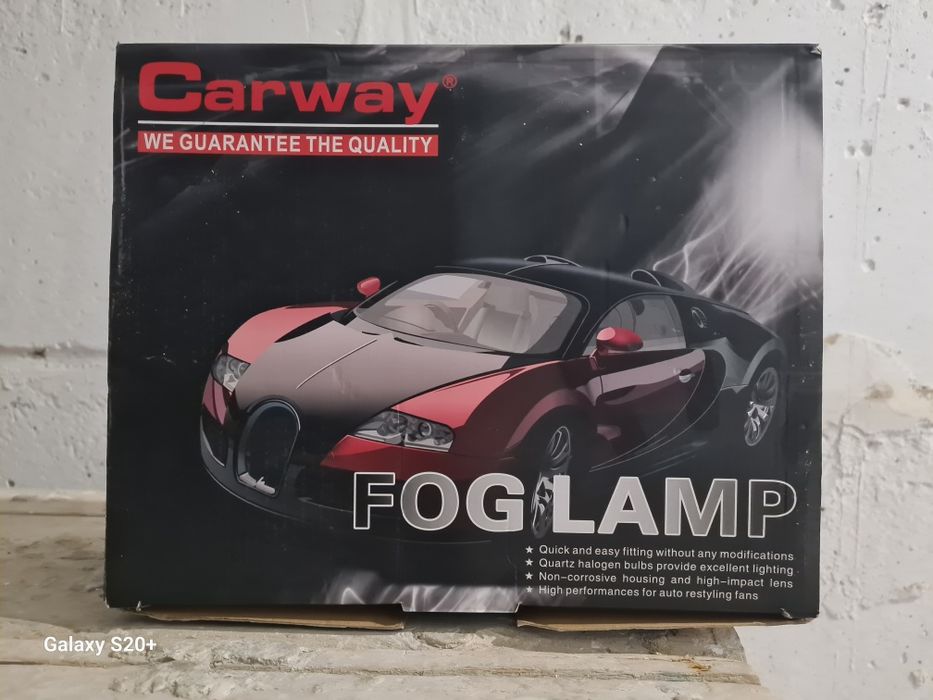 Carway®
WE GUARANTEE THE QUALITY
FOG LAMP
★ Quick and easy fitting without any modifications
★ Quartz halogen bulbs provide excellent lighting
★ Non-corrosive housing and high-impact lens
★ High performances for auto restyling fans
Galaxy S20+